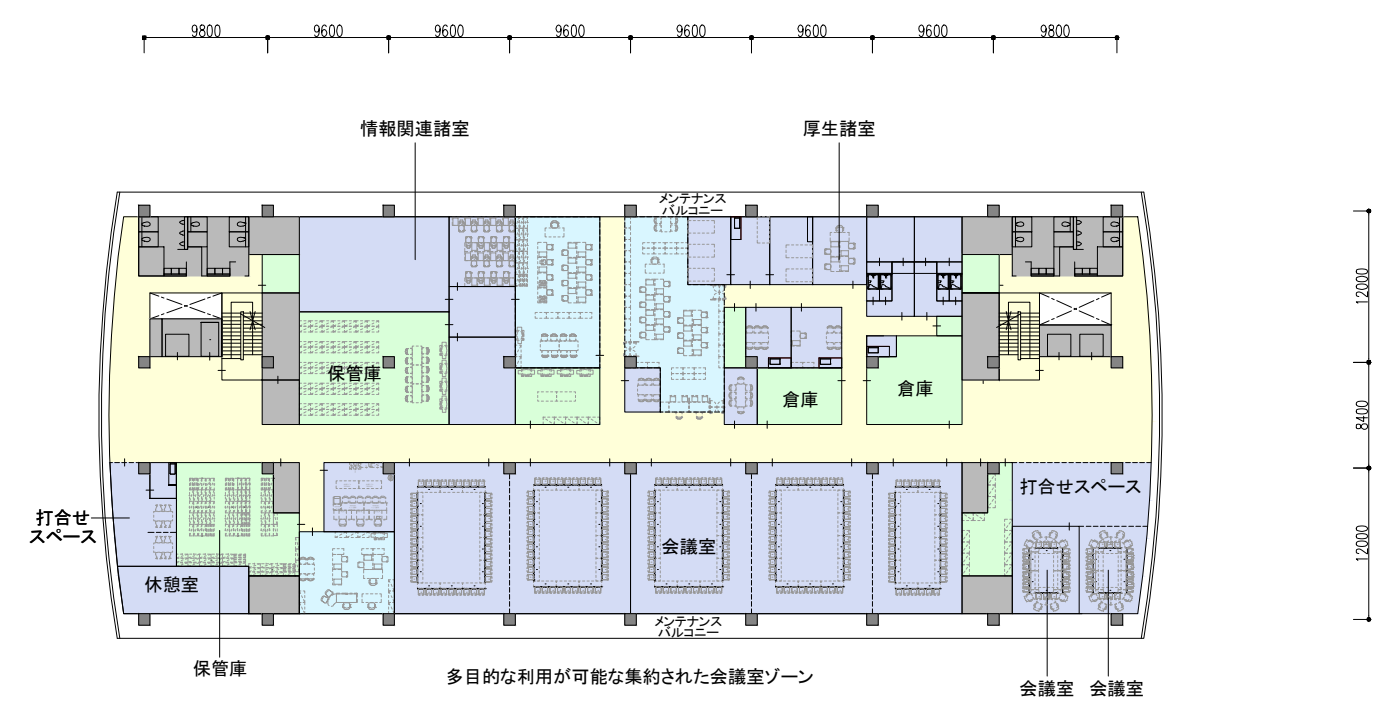 9800
9600
9600
9600
9600
9600
9600
9800
情報関連諸室
厚生諸室
メンテナンス
バルコニー
12000
8400
12000
保管庫
倉庫
倉庫
打合せスペース
打合せ
スペース
会議室
休憩室
メンテナンス
バルコニー
保管庫
多目的な利用が可能な集約された会議室ゾーン
会議室
会議室